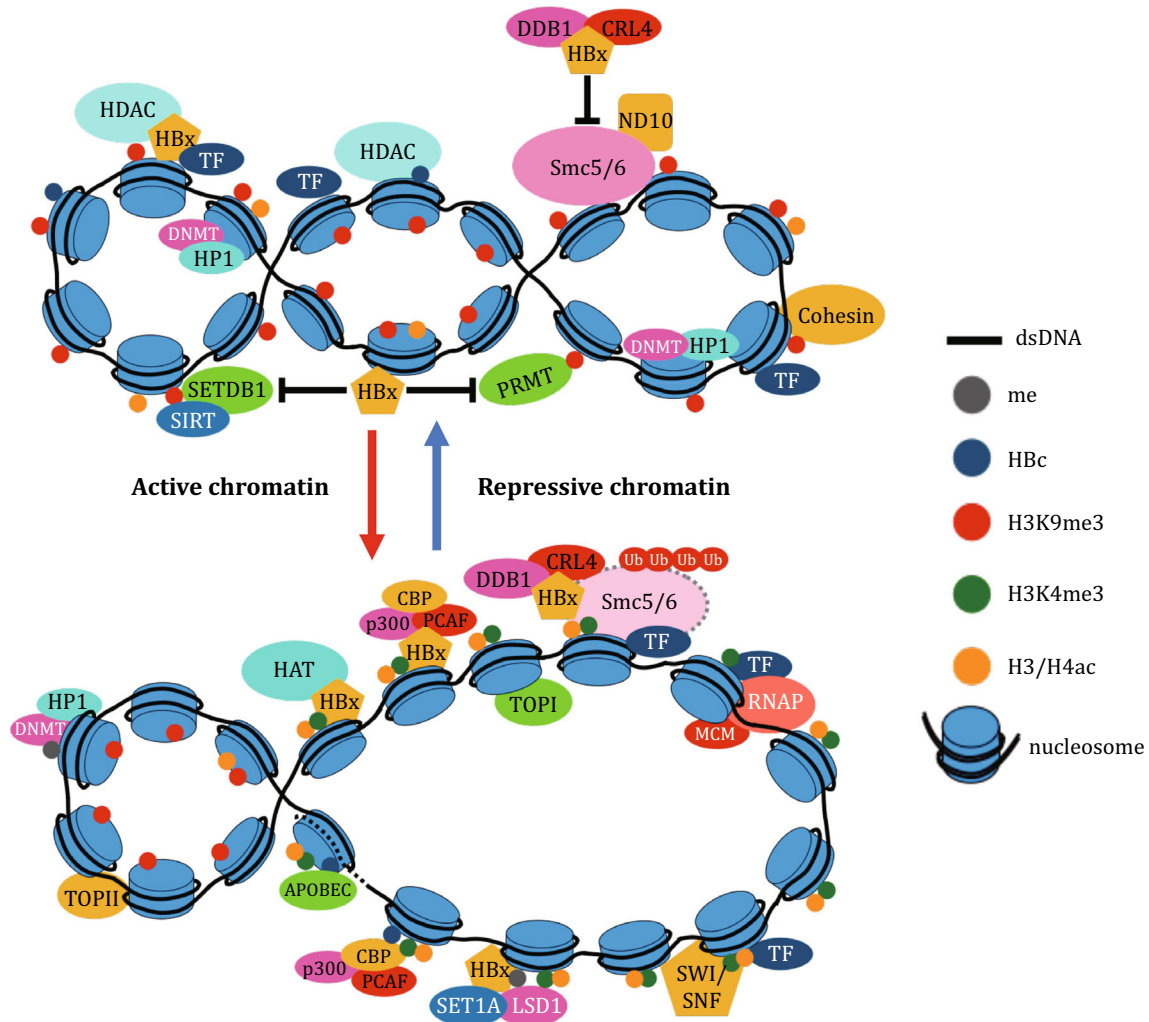 DDB1
CRL4
HBx
HDAC
HBx
TF
HDAC
TF
ND10
Smc5/6
DNMT
HP1
Cohesin
DNMT
HP1
TF
SETDB1
SIRT
HBx
PRMT
Active chromatin
Repressive chromatin
dsDNA
me
HBc
H3K9me3
H3K4me3
H3/H4ac
nucleosome
CBP
p300
PCAF
HBx
DDB1
CRL4
HBx
Ub Ub Ub Ub
Smc5/6
TF
HAT
HBx
TOPI
TF
RNAP
MCM
HP1
DNMT
TOPII
APOBEC
p300
CBP
PCAF
HBx
SET1A
LSD1
SWI/
SNF
TF